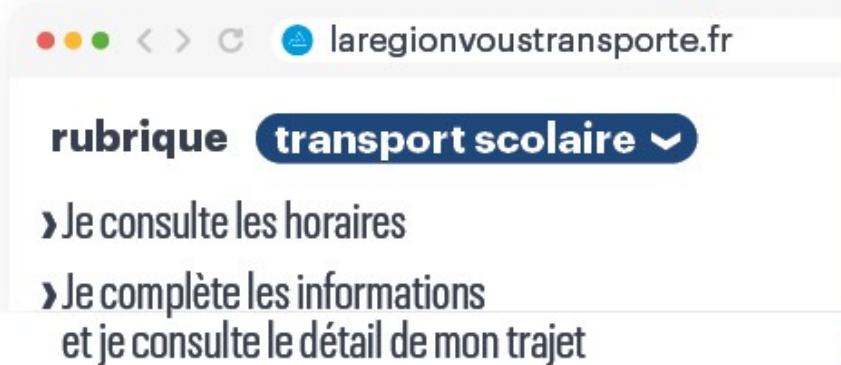 laregionvoustransporte.fr
rubrique transport scolaire
› Je consulte les horaires
› Je complète les informations
et je consulte le détail de mon trajet